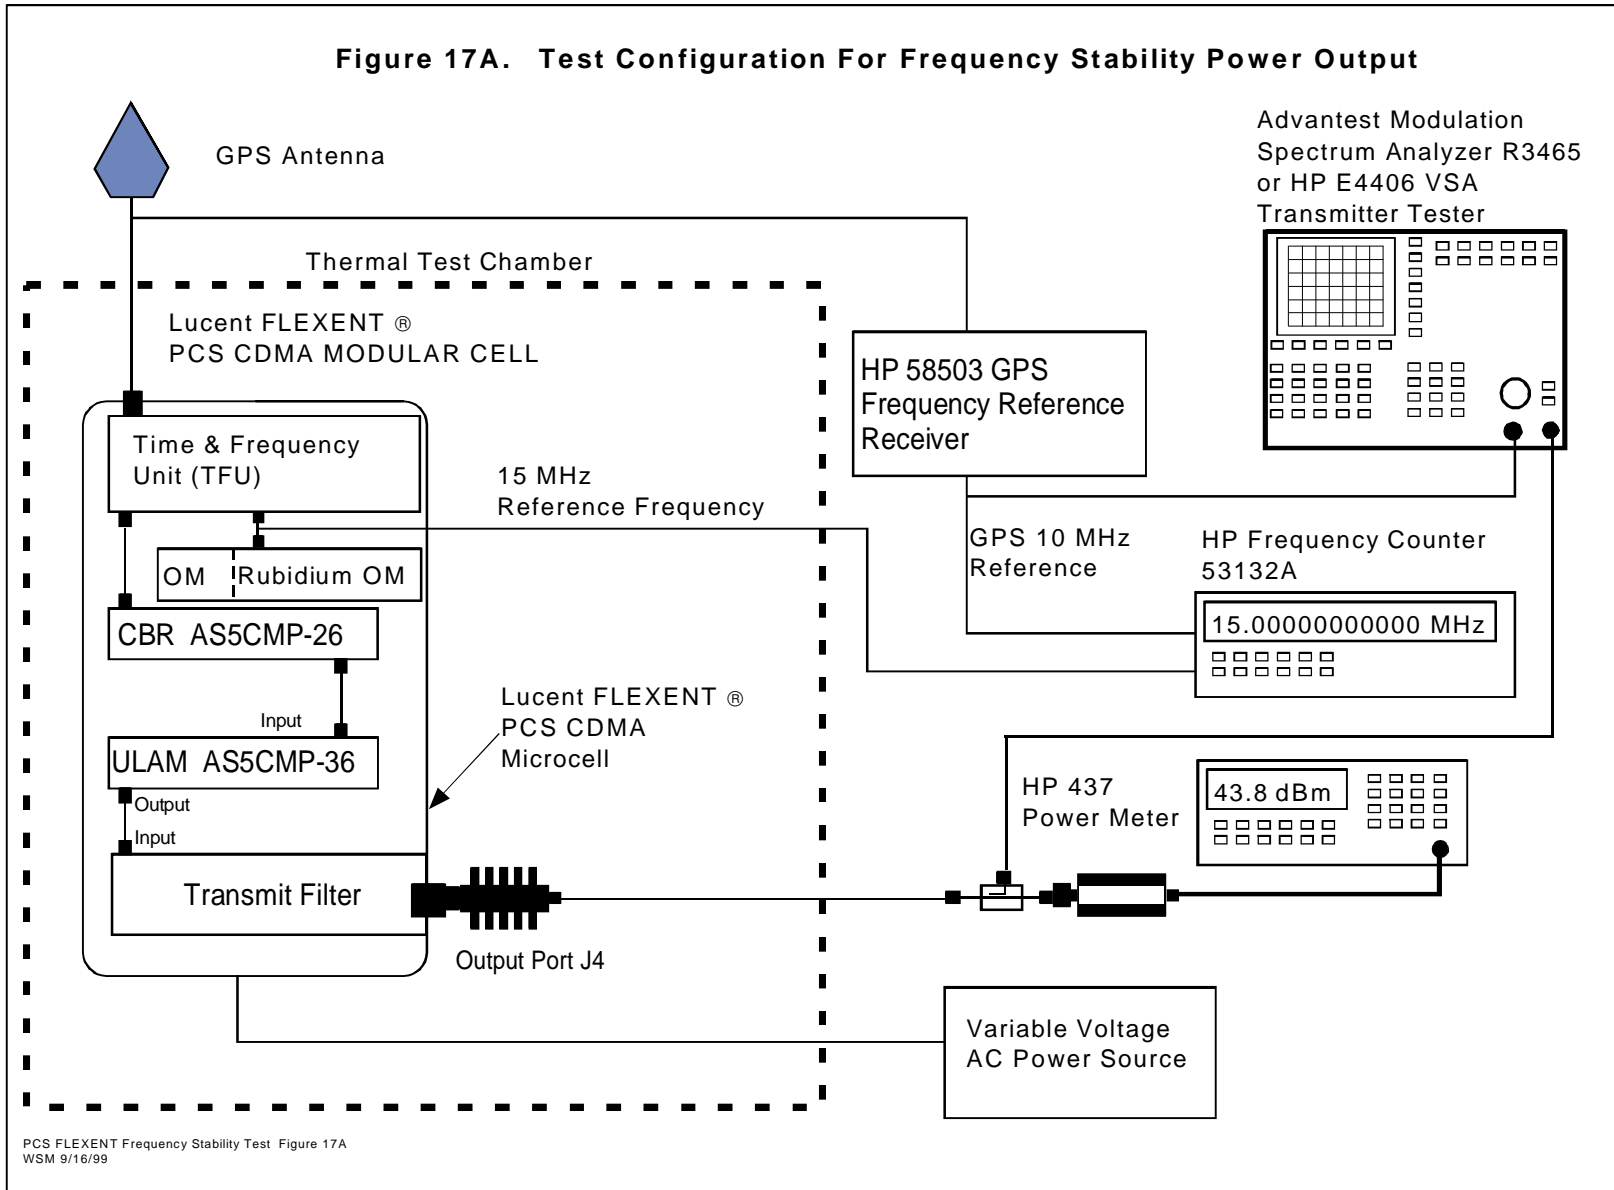 Figure 17A. Test Configuration For Frequency Stability Power Output
GPS Antenna
Advantest Modulation
Spectrum Analyzer R3465
or HP E4406 VSA
Transmitter Tester
Thermal Test Chamber
Lucent FLEXENT ®
PCS CDMA MODULAR CELL
HP 58503 GPS
Frequency Reference
Receiver
Time & Frequency
Unit (TFU)
15 MHz
Reference Frequency
GPS 10 MHz
Reference
HP Frequency Counter
53132A
OM
Rubidium OM
15.00000000000 MHz
CBR AS5CMP-26
Lucent FLEXENT ®
PCS CDMA
Microcell
Input
ULAM AS5CMP-36
Output
Input
HP 437
Power Meter
43.8 dBm
Transmit Filter
Output Port J4
Variable Voltage
AC Power Source
PCS FLEXENT Frequency Stability Test Figure 17A
WSM 9/16/99